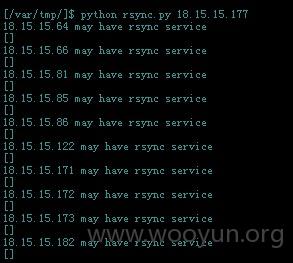 [/var/tmp/]$ python rsync.py 18.15.15.177
18.15.15.64 may have rsync service
[]
18.15.15.66 may have rsync service
[]
18.15.15.81 may have rsync service
[]
18.15.15.85 may have rsync service
[]
18.15.15.86 may have rsync service
[]
18.15.15.122 may have rsync service
[]
18.15.15.171 may have rsync service
[]
18.15.15.172 may have rsync service
[]
18.15.15.173 may have rsync service
[]
18.15.15.182 may have rsync service
[]
www.wooyun.org